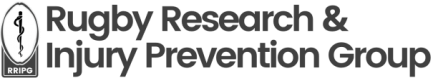 Rugby Research &
Injury Prevention Group
RRIPG